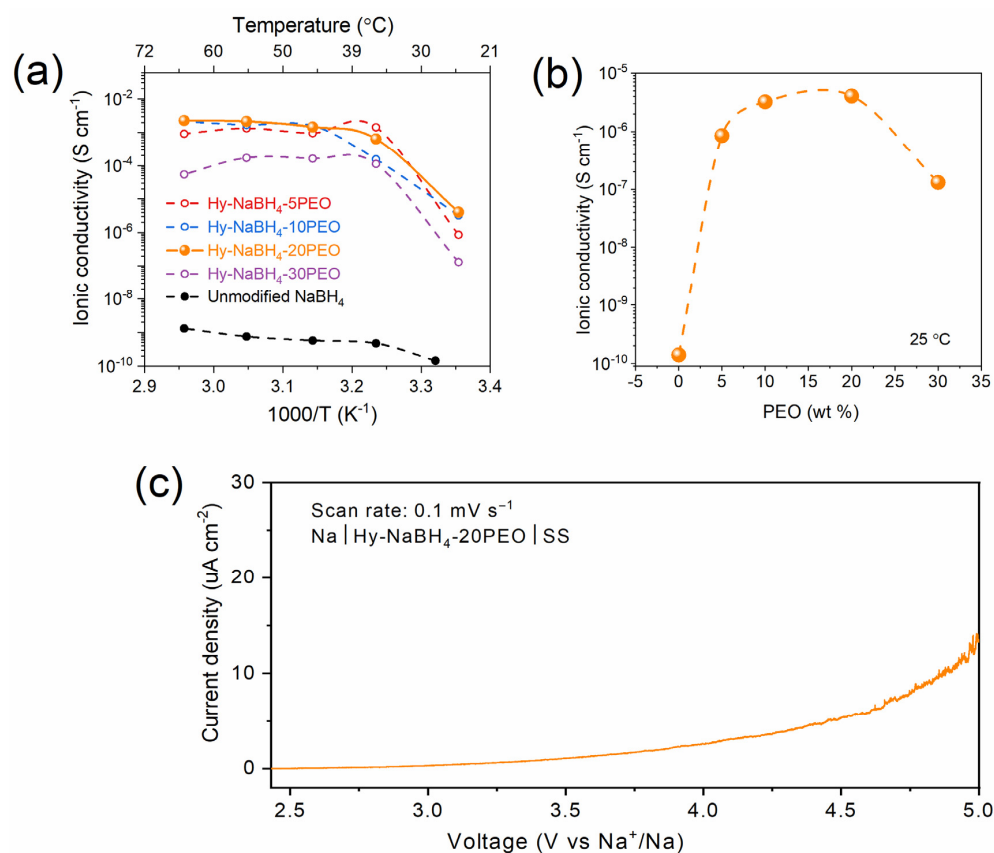 Temperature (°C)
72 60 50 39 30 21
(a)
Ionic conductivity (S cm⁻¹)
10⁻²
10⁻⁴
10⁻⁶
10⁻⁸
10⁻¹⁰
Hy-NaBH₄-5PEO
Hy-NaBH₄-10PEO
Hy-NaBH₄-20PEO
Hy-NaBH₄-30PEO
Unmodified NaBH₄
2.9 3.0 3.1 3.2 3.3 3.4
1000/T (K⁻¹)
(b)
Ionic conductivity (S cm⁻¹)
10⁻⁵
10⁻⁶
10⁻⁷
10⁻⁸
10⁻⁹
10⁻¹⁰
25 °C
-5 0 5 10 15 20 25 30 35
PEO (wt %)
(c)
Current density (uA cm⁻²)
30
20
10
0
Scan rate: 0.1 mV s⁻¹
Na | Hy-NaBH₄-20PEO | SS
2.5 3.0 3.5 4.0 4.5 5.0
Voltage (V vs Na⁺/Na)